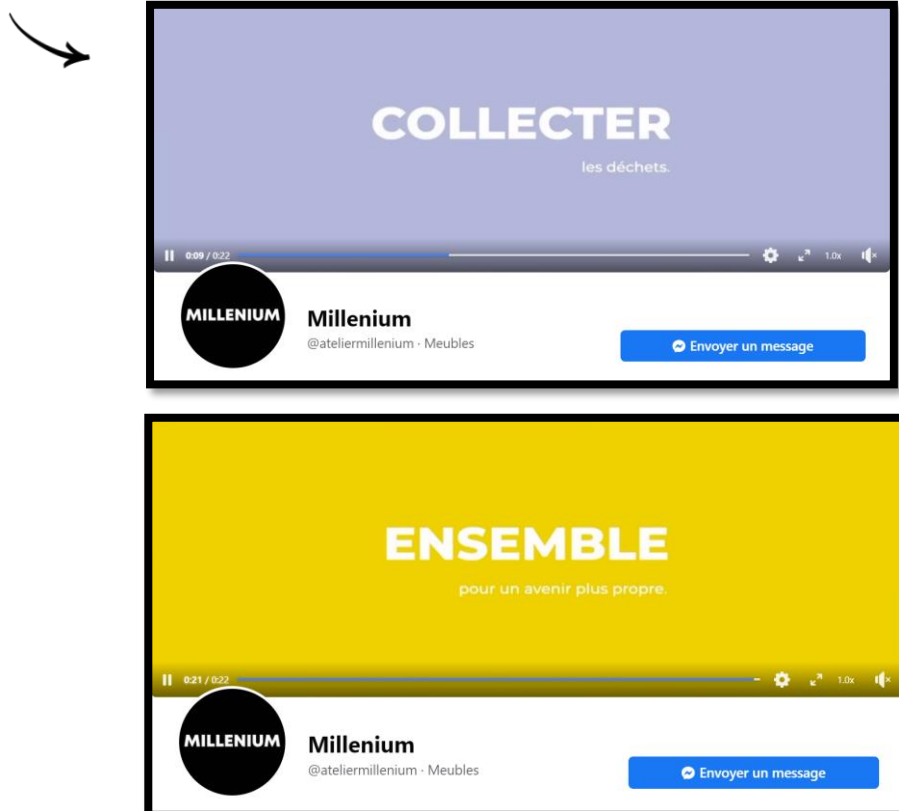 COLLECTER
les déchets.
0:09 / 0:22
1.0x
MILLENIUM
Millenium
@ateliermillenium · Meubles
Envoyer un message
ENSEMBLE
pour un avenir plus propre.
0:21 / 0:22
1.0x
MILLENIUM
Millenium
@ateliermillenium · Meubles
Envoyer un message